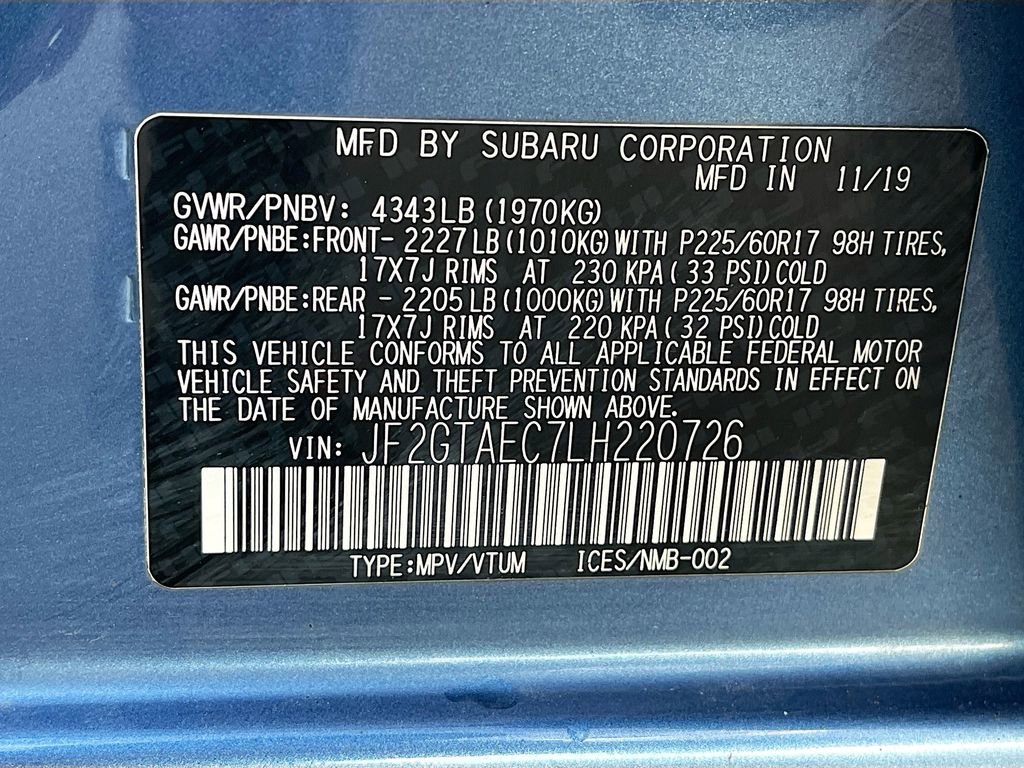 MFD BY SUBARU CORPORATION
MFD IN 11/19
GVWR/PNBV: 4343LB (1970KG)
GAWR/PNBE:FRONT- 2227LB(1010KG)WITH P225/60R17 98H TIRES,
17X7J RIMS AT 230 KPA( 33 PSI)COLD
GAWR/PNBE:REAR - 2205LB(1000KG)WITH P225/60R17 98H TIRES,
17X7J RIMS AT 220 KPA(32 PSI)COLD
THIS VEHICLE CONFORMS TO ALL APPLICABLE FEDERAL MOTOR
VEHICLE SAFETY AND THEFT PREVENTION STANDARDS IN EFFECT ON
THE DATE OF MANUFACTURE SHOWN ABOVE.
VIN: JF2GTAEC7LH220726
TYPE:MPV/VTUM ICES/NMB-002